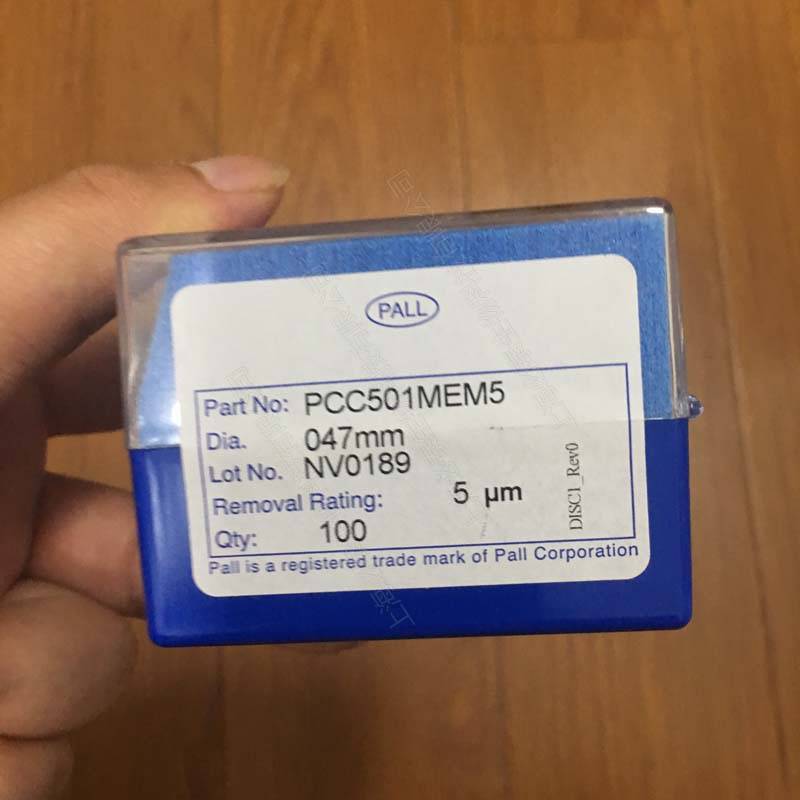 PALL
Part No: PCC501MEM5
Dia. 047mm
Lot No. NV0189
Removal Rating: 5 µm
Qty: 100
DISC1_Rev0
Pall is a registered trade mark of Pall Corporation